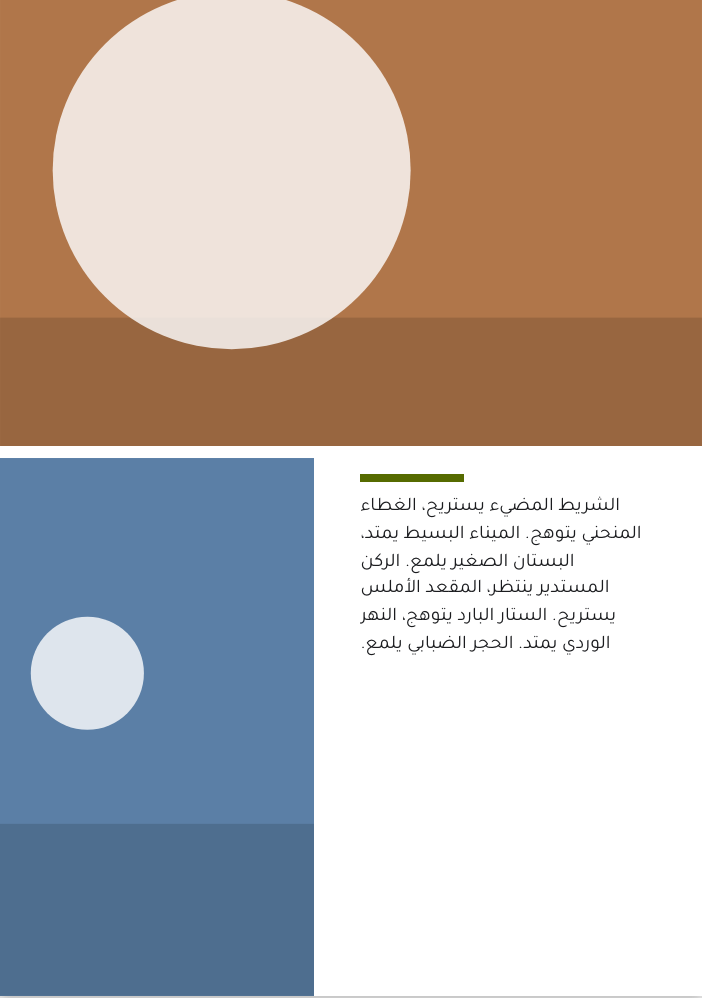 الشريط المضيء يستريح، الغطاء
المنحني يتوهج. الميناء البسيط يمتد،
البستان الصغير يلمع. الركن
المستدير ينتظر، المقعد الأملس
يستريح. الستار البارد يتوهج، النهر
الوردي يمتد. الحجر الضبابي يلمع.